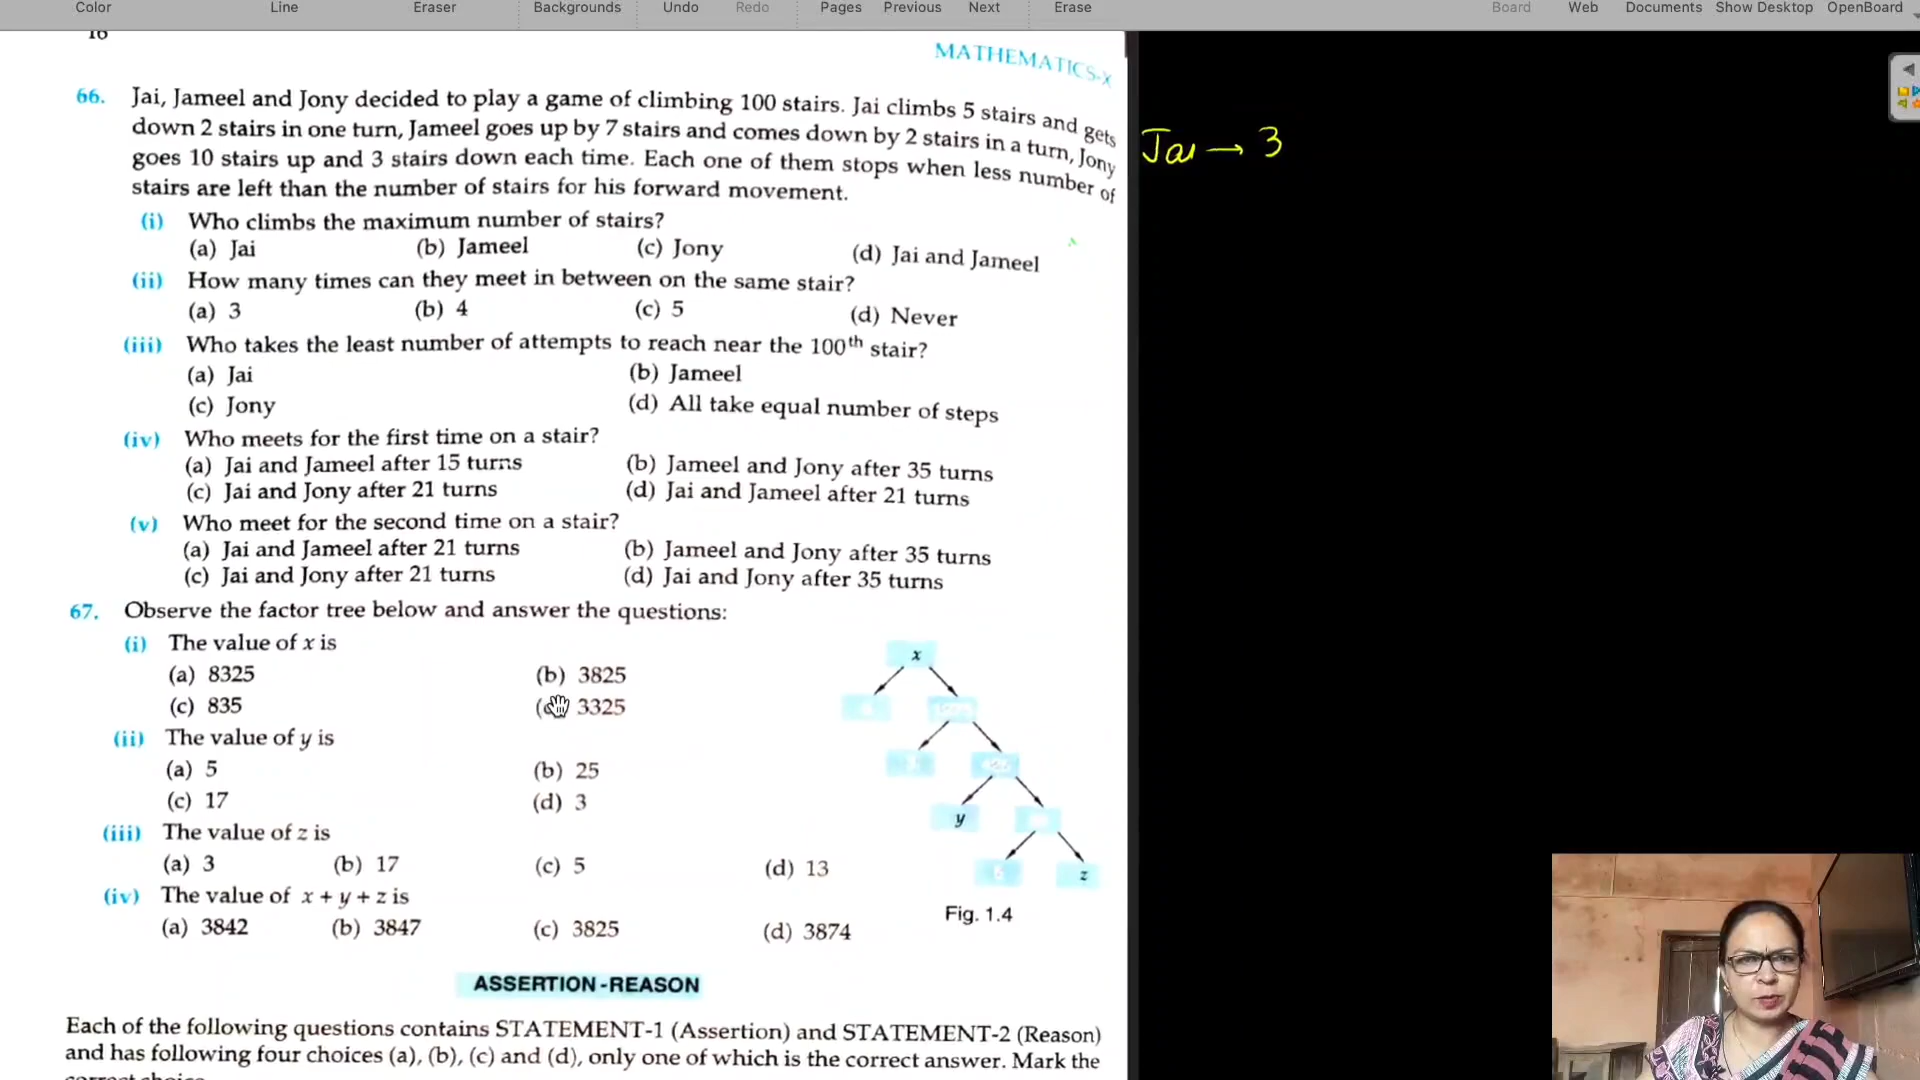 Color Line Eraser Backgrounds Undo Redo Pages Previous Next Erase Board Web Documents Show Desktop OpenBoard
16
MATHEMATICS-X
66. Jai, Jameel and Jony decided to play a game of climbing 100 stairs. Jai climbs 5 stairs and gets
down 2 stairs in one turn, Jameel goes up by 7 stairs and comes down by 2 stairs in a turn, Jony
goes 10 stairs up and 3 stairs down each time. Each one of them stops when less number of
stairs are left than the number of stairs for his forward movement.
(i) Who climbs the maximum number of stairs?
(a) Jai (b) Jameel (c) Jony (d) Jai and Jameel
(ii) How many times can they meet in between on the same stair?
(a) 3 (b) 4 (c) 5 (d) Never
(iii) Who takes the least number of attempts to reach near the 100th stair?
(a) Jai (b) Jameel
(c) Jony (d) All take equal number of steps
(iv) Who meets for the first time on a stair?
(a) Jai and Jameel after 15 turns (b) Jameel and Jony after 35 turns
(c) Jai and Jony after 21 turns (d) Jai and Jameel after 21 turns
(v) Who meet for the second time on a stair?
(a) Jai and Jameel after 21 turns (b) Jameel and Jony after 35 turns
(c) Jai and Jony after 21 turns (d) Jai and Jony after 35 turns
67. Observe the factor tree below and answer the questions:
(i) The value of x is
(a) 8325 (b) 3825
(c) 835 3325
(ii) The value of y is
(a) 5 (b) 25
(c) 17 (d) 3
(iii) The value of z is
(a) 3 (b) 17 (c) 5 (d) 13
(iv) The value of x + y + z is
(a) 3842 (b) 3847 (c) 3825 (d) 3874
x
y
z
Fig. 1.4
ASSERTION-REASON
Each of the following questions contains STATEMENT-1 (Assertion) and STATEMENT-2 (Reason)
and has following four choices (a), (b), (c) and (d), only one of which is the correct answer. Mark the
Jai → 3